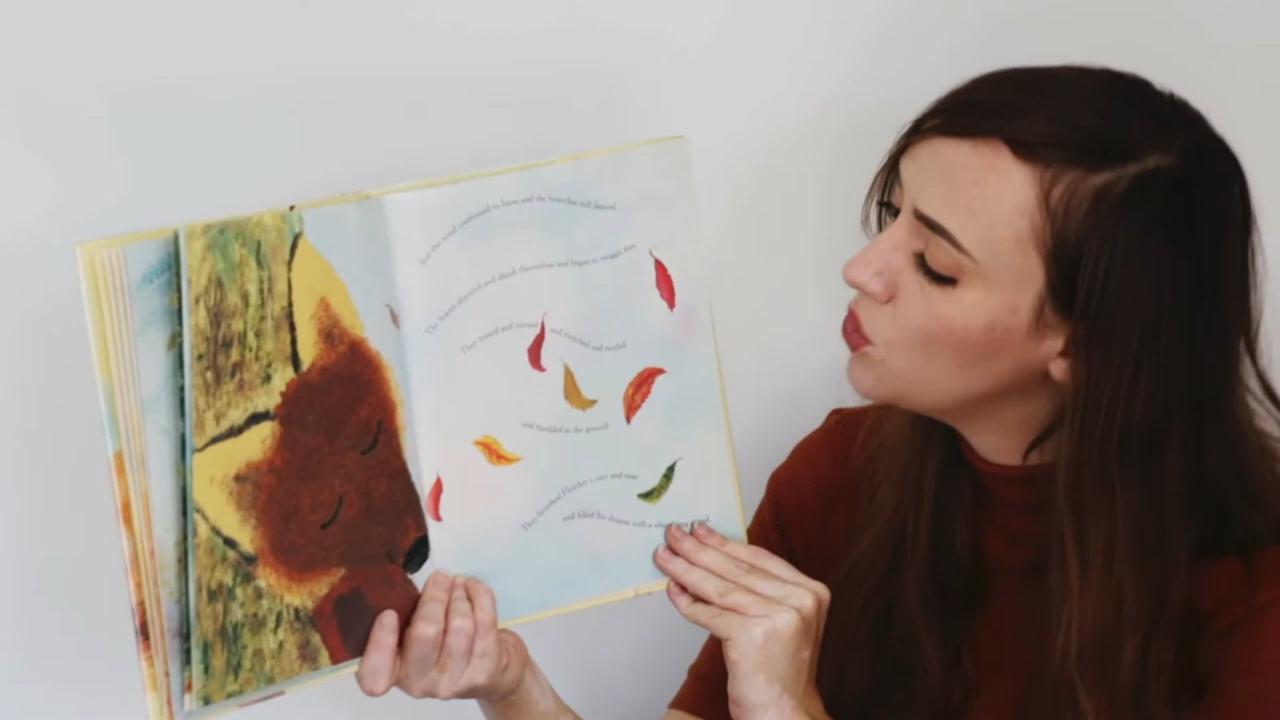 But the wind continued to blow and the branches still danced.
The leaves shivered and shook themselves and began to wriggle free.
They tossed and turned and twitched and twirled
and tumbled to the ground.
They brushed Fletcher's ears and nose
and filled his dreams with a